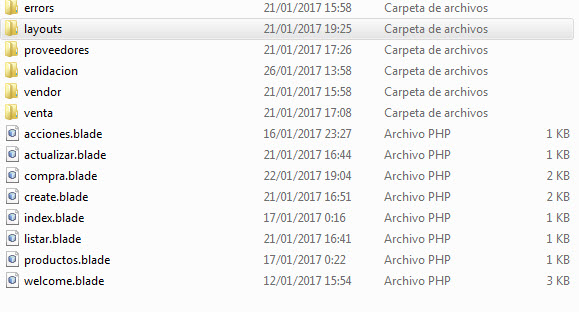 errors 21/01/2017 15:58 Carpeta de archivos
layouts 21/01/2017 19:25 Carpeta de archivos
proveedores 21/01/2017 17:26 Carpeta de archivos
validacion 26/01/2017 13:58 Carpeta de archivos
vendor 21/01/2017 15:58 Carpeta de archivos
venta 21/01/2017 17:08 Carpeta de archivos
acciones.blade 16/01/2017 23:27 Archivo PHP 1 KB
actualizar.blade 21/01/2017 16:44 Archivo PHP 1 KB
compra.blade 22/01/2017 19:04 Archivo PHP 2 KB
create.blade 21/01/2017 16:51 Archivo PHP 2 KB
index.blade 17/01/2017 0:16 Archivo PHP 1 KB
listar.blade 21/01/2017 16:41 Archivo PHP 1 KB
productos.blade 17/01/2017 0:22 Archivo PHP 1 KB
welcome.blade 12/01/2017 15:54 Archivo PHP 3 KB